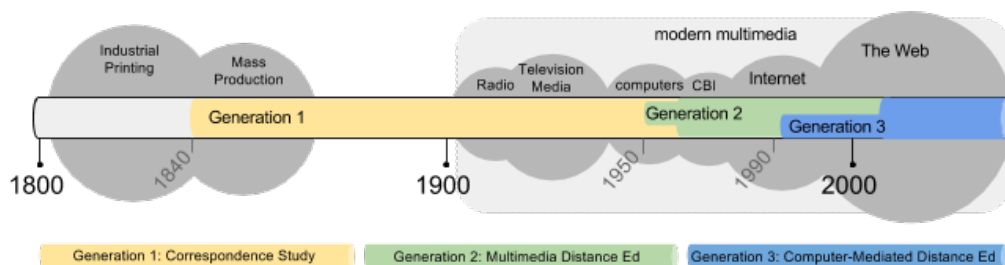 Industrial
Printing
Mass
Production
modern multimedia
Radio
Television
Media
computers
CBI
Internet
The Web
Generation 1
Generation 2
Generation 3
1800
1840
1900
1950
1990
2000
Generation 1: Correspondence Study
Generation 2: Multimedia Distance Ed
Generation 3: Computer-Mediated Distance Ed